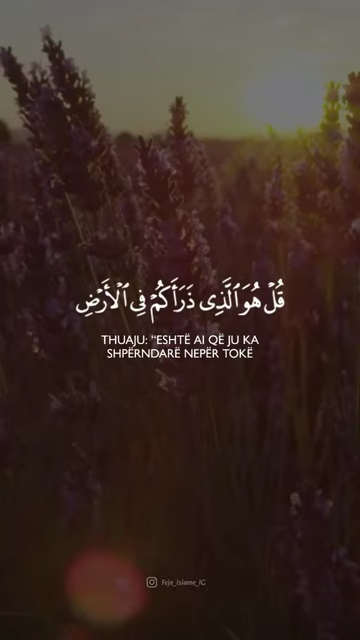 قُلْ هُوَ ٱلَّذِى ذَرَأَكُمْ فِى ٱلْأَرْضِ
THUAJU: "ESHTË AI QË JU KA
SHPËRNDARË NEPËR TOKË
Feja_Islame_IG